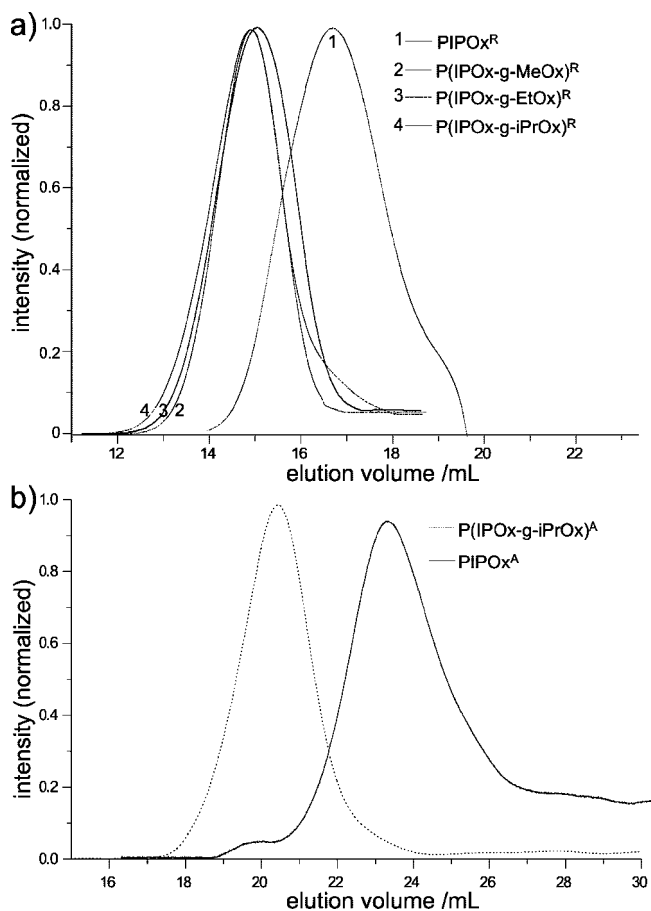 a)
1.0
0.8
0.6
0.4
0.2
0
intensity (normalized)
1
1 PIPOx^R
2 P(IPOx-g-MeOx)^R
3 P(IPOx-g-EtOx)^R
4 P(IPOx-g-iPrOx)^R
4 3 2
12 14 16 18 20 22
elution volume /mL
b)
1.0
0.8
0.6
0.4
0.2
0.0
intensity (normalized)
P(IPOx-g-iPrOx)^A
PIPOx^A
16 18 20 22 24 26 28 30
elution volume /mL